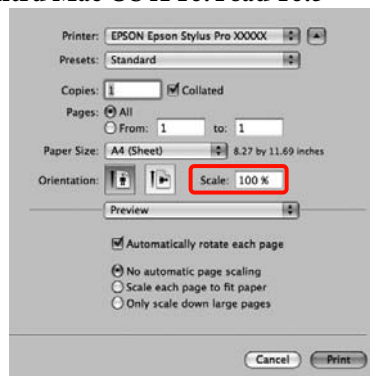 Printer: EPSON Epson Stylus Pro XXXXX
Presets: Standard
Copies: 1 Collated
Pages: All
From: 1 to: 1
Paper Size: A4 (Sheet) 8.27 by 11.69 inches
Orientation: Scale: 100 %
Preview
Automatically rotate each page
No automatic page scaling
Scale each page to fit paper
Only scale down large pages
Cancel Print